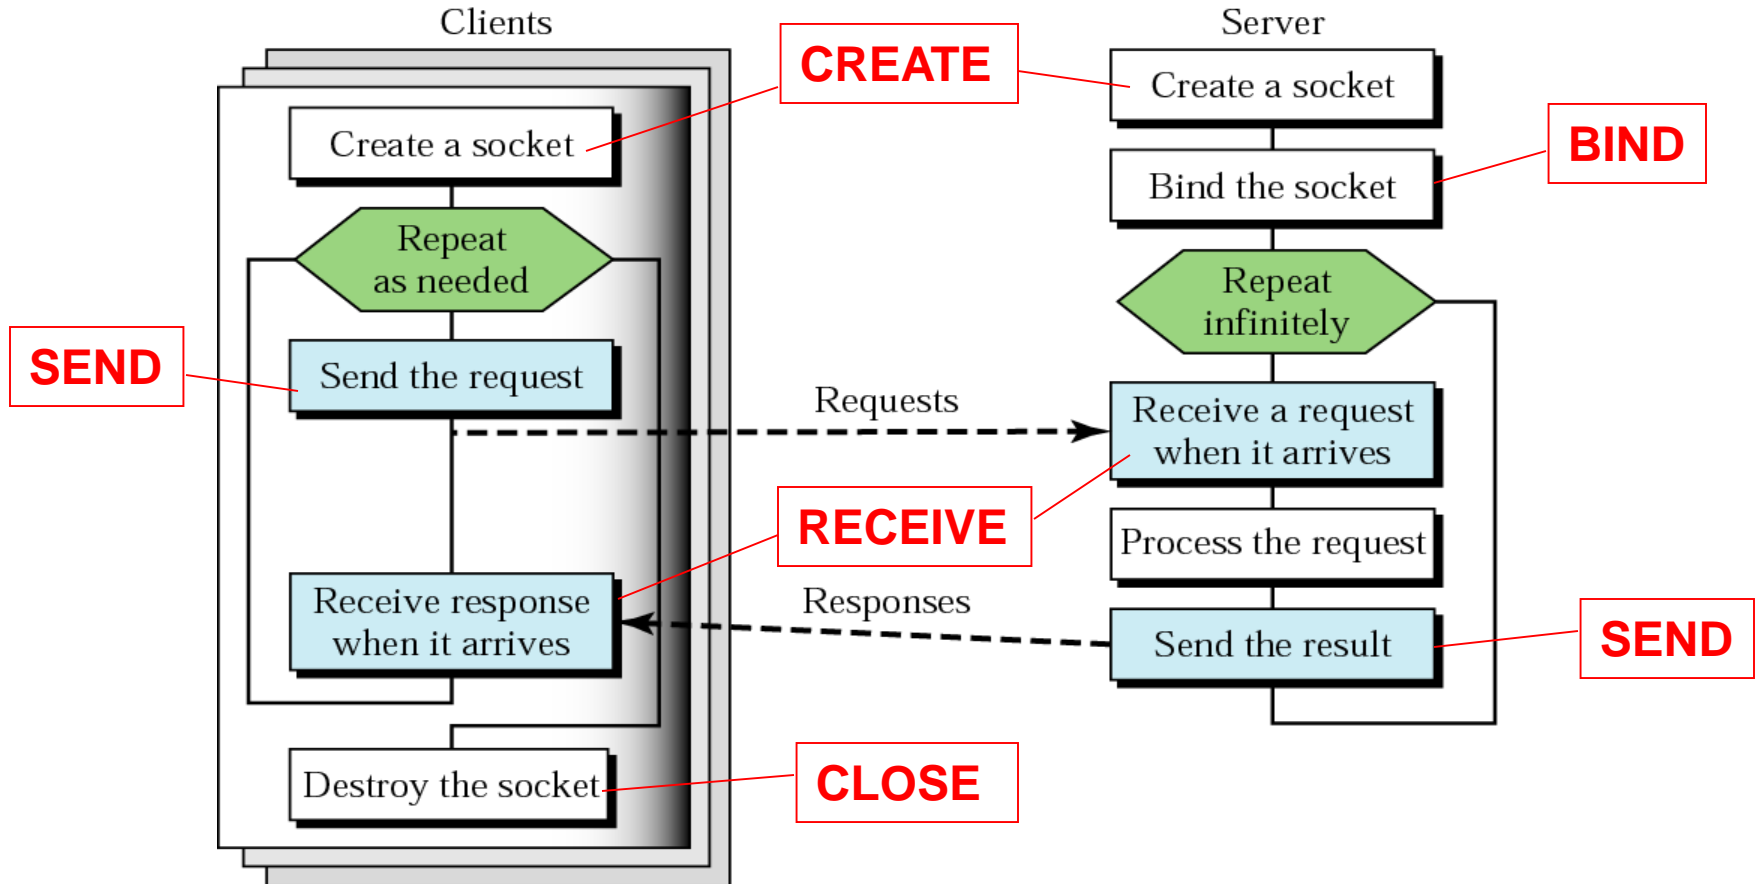 Clients
Server
CREATE
Create a socket
Create a socket
BIND
Bind the socket
Repeat
as needed
Repeat
infinitely
SEND
Send the request
Requests
Receive a request
when it arrives
RECEIVE
Process the request
Receive response
when it arrives
Responses
Send the result
SEND
Destroy the socket
CLOSE